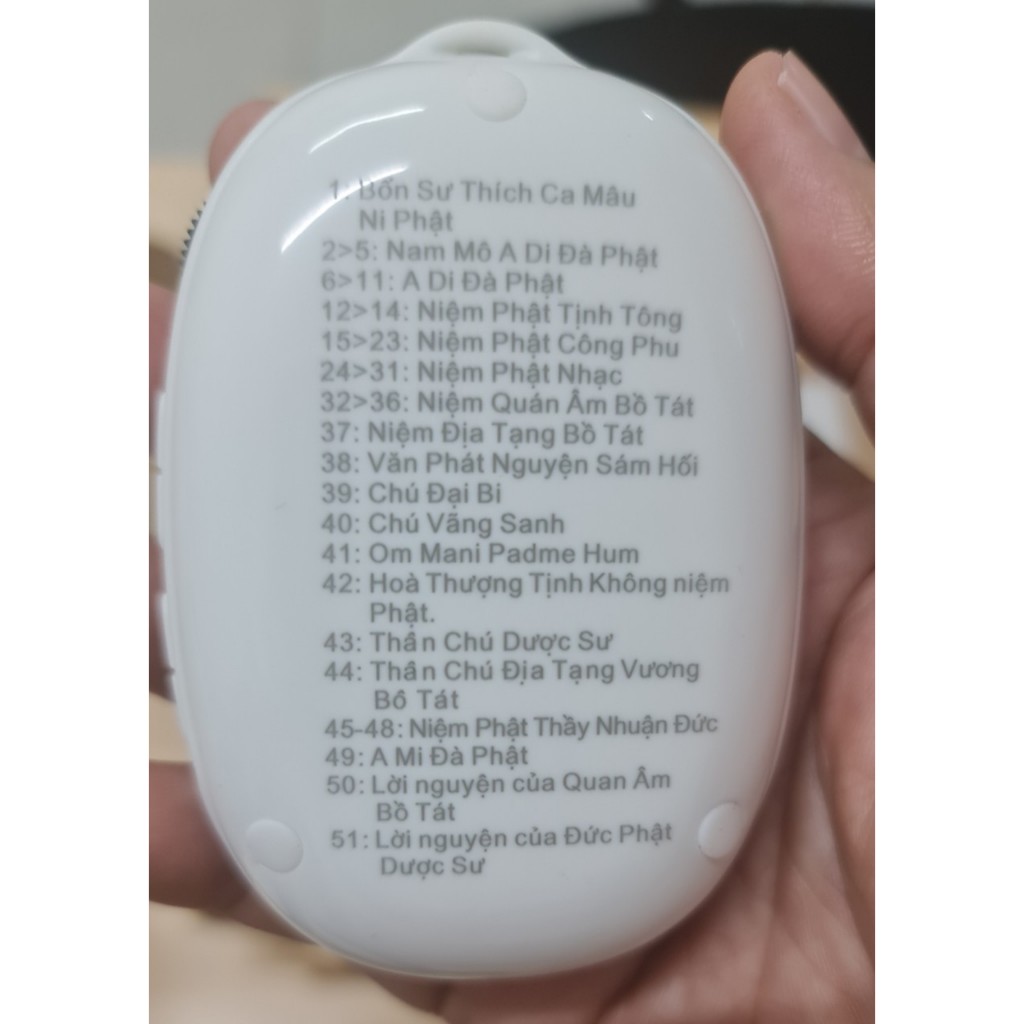 1: Bổn Sư Thích Ca Mâu
Ni Phật
2>5: Nam Mô A Di Đà Phật
6>11: A Di Đà Phật
12>14: Niệm Phật Tịnh Tông
15>23: Niệm Phật Công Phu
24>31: Niệm Phật Nhạc
32>36: Niệm Quán Âm Bồ Tát
37: Niệm Địa Tạng Bồ Tát
38: Văn Phát Nguyện Sám Hối
39: Chú Đại Bi
40: Chú Vãng Sanh
41: Om Mani Padme Hum
42: Hoà Thượng Tịnh Không niệm
Phật.
43: Thần Chú Dược Sư
44: Thần Chú Địa Tạng Vương
Bồ Tát
45-48: Niệm Phật Thầy Nhuận Đức
49: A Mi Đà Phật
50: Lời nguyện của Quan Âm
Bồ Tát
51: Lời nguyện của Đức Phật
Dược Sư